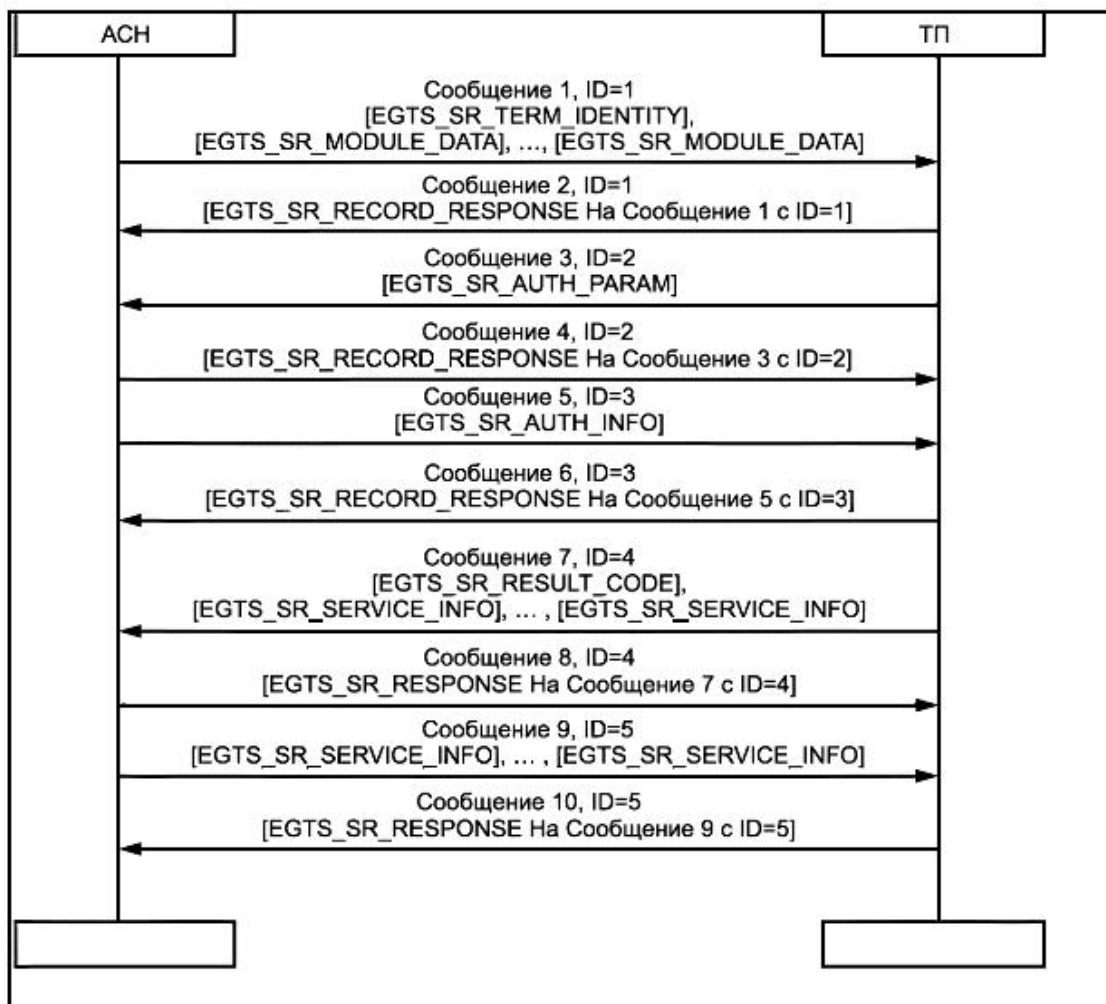 АСН
ТП
Сообщение 1, ID=1
[EGTS_SR_TERM_IDENTITY],
[EGTS_SR_MODULE_DATA], ..., [EGTS_SR_MODULE_DATA]
Сообщение 2, ID=1
[EGTS_SR_RECORD_RESPONSE На Сообщение 1 с ID=1]
Сообщение 3, ID=2
[EGTS_SR_AUTH_PARAM]
Сообщение 4, ID=2
[EGTS_SR_RECORD_RESPONSE На Сообщение 3 с ID=2]
Сообщение 5, ID=3
[EGTS_SR_AUTH_INFO]
Сообщение 6, ID=3
[EGTS_SR_RECORD_RESPONSE На Сообщение 5 с ID=3]
Сообщение 7, ID=4
[EGTS_SR_RESULT_CODE],
[EGTS_SR_SERVICE_INFO], ... , [EGTS_SR_SERVICE_INFO]
Сообщение 8, ID=4
[EGTS_SR_RESPONSE На Сообщение 7 с ID=4]
Сообщение 9, ID=5
[EGTS_SR_SERVICE_INFO], ... , [EGTS_SR_SERVICE_INFO]
Сообщение 10, ID=5
[EGTS_SR_RESPONSE На Сообщение 9 с ID=5]